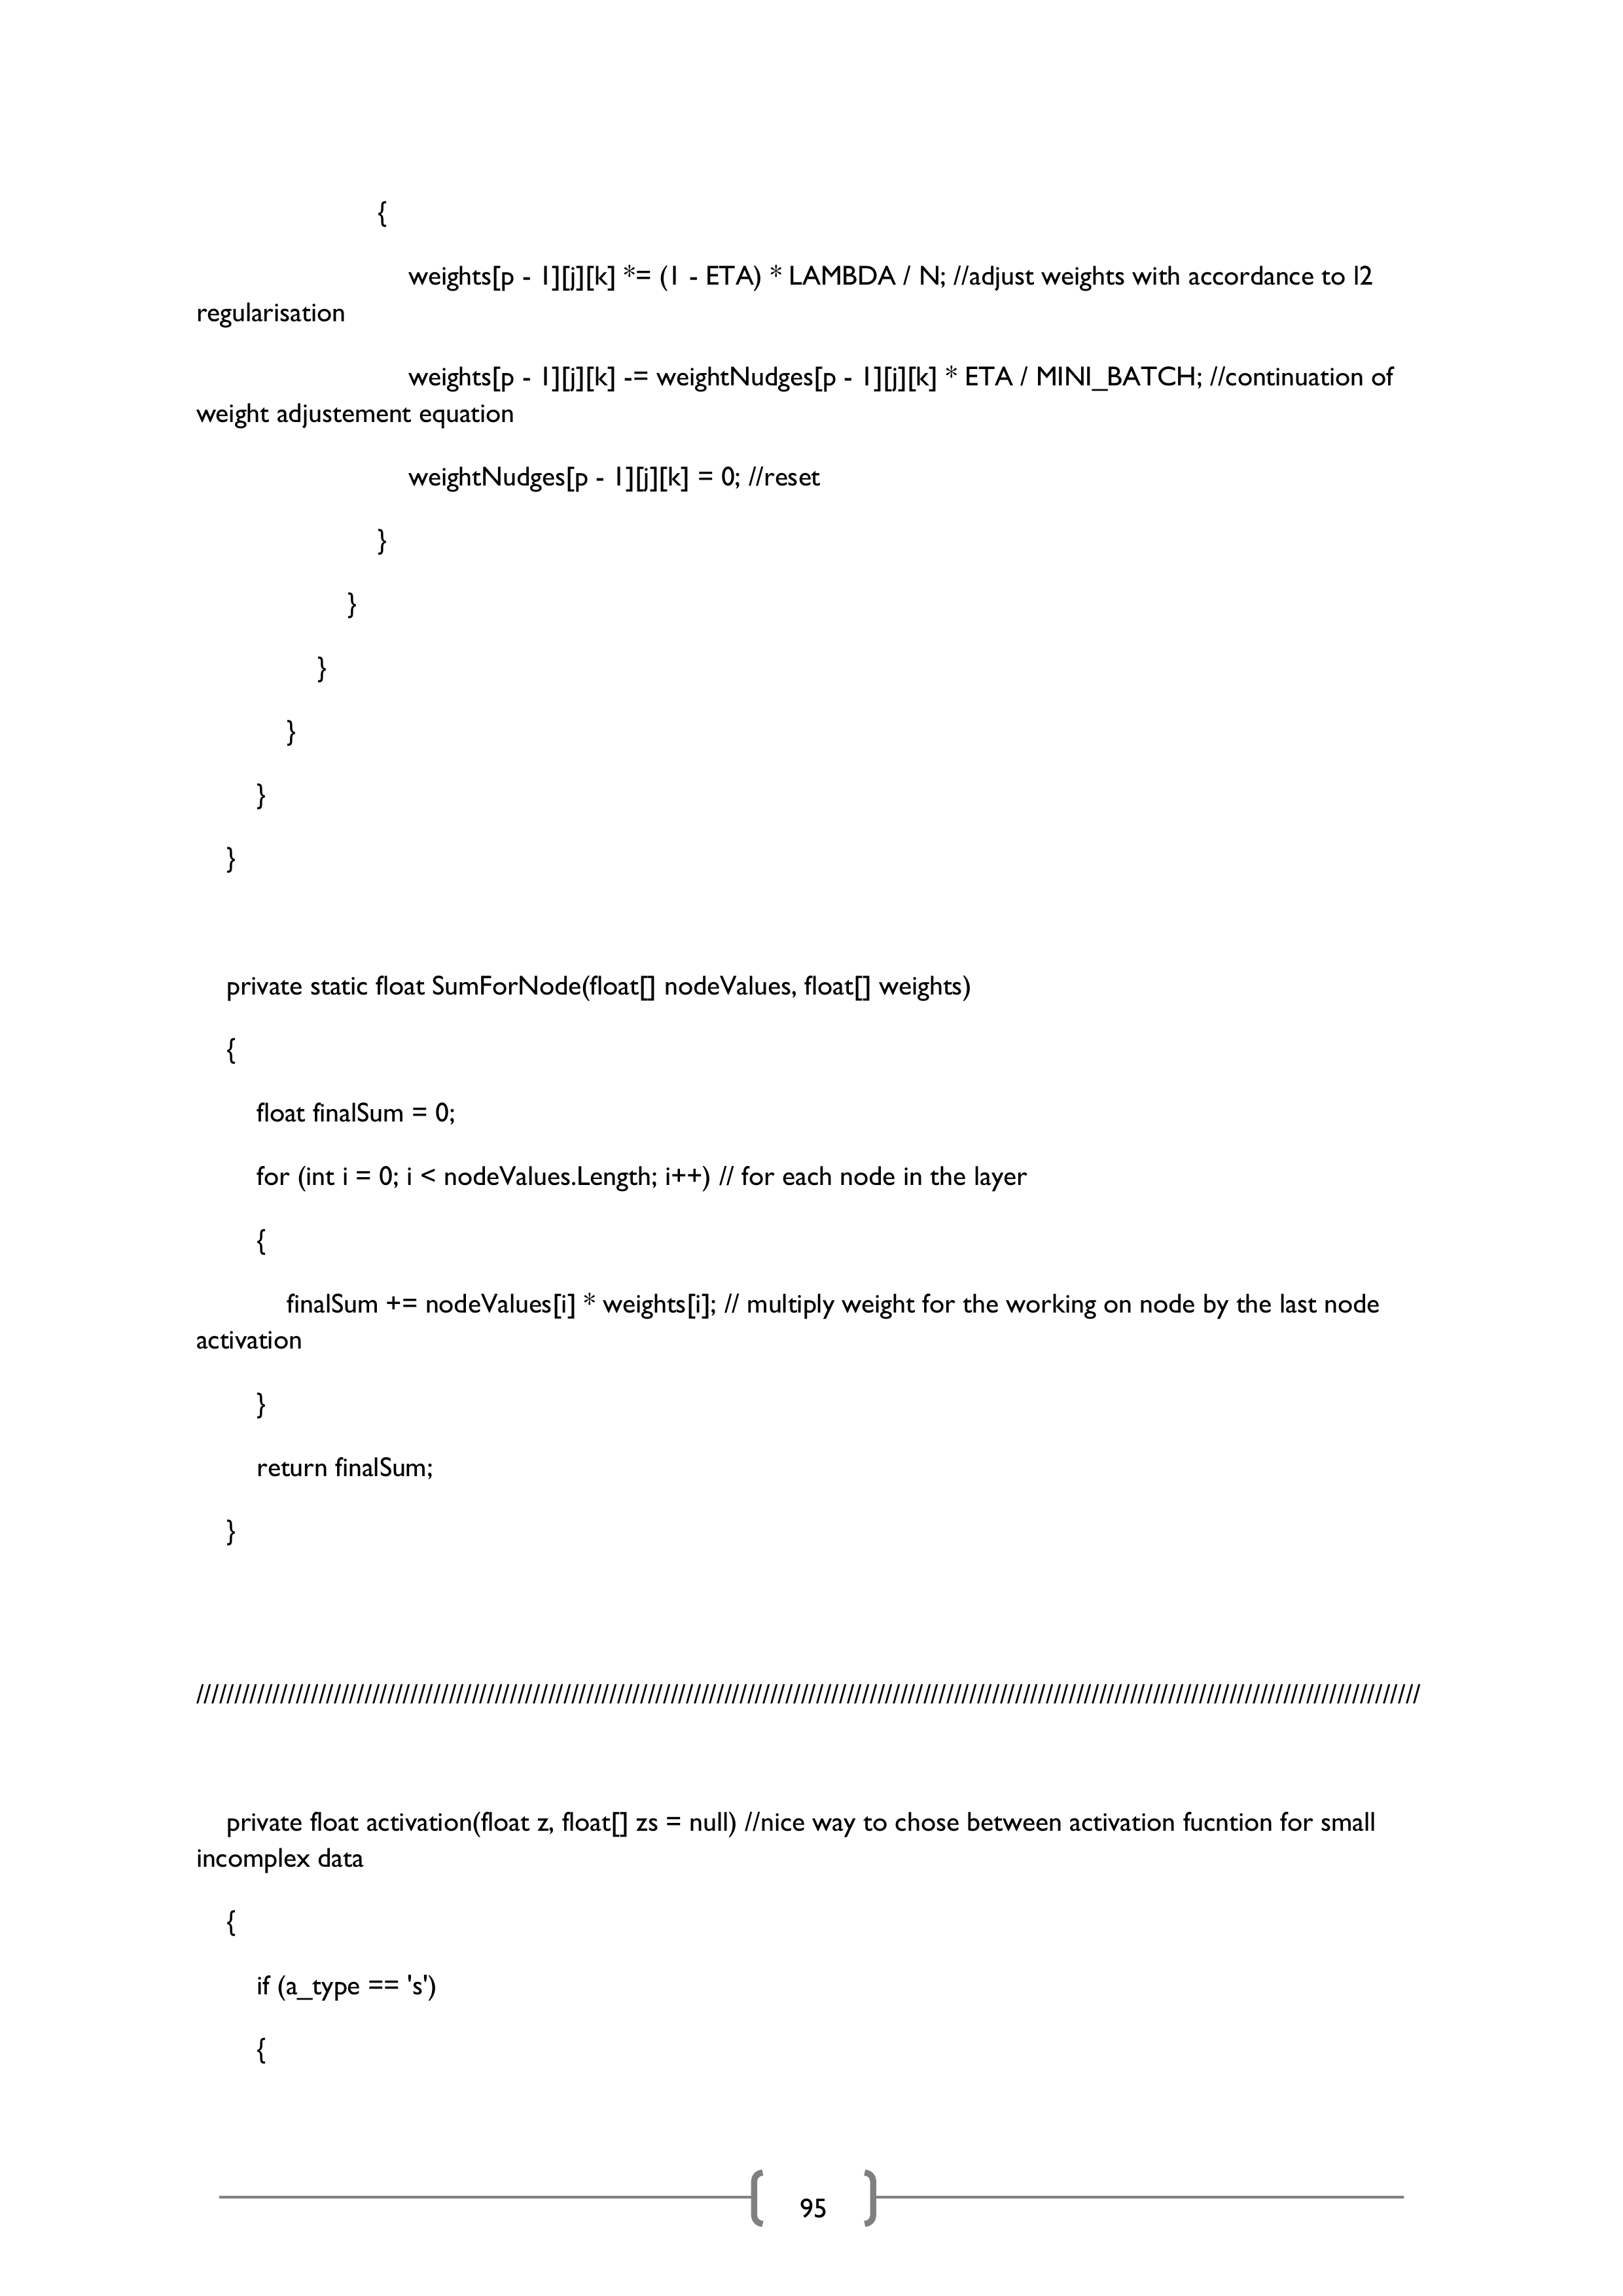 {
weights[p - 1][j][k] *= (1 - ETA) * LAMBDA / N; //adjust weights with accordance to l2
regularisation
weights[p - 1][j][k] -= weightNudges[p - 1][j][k] * ETA / MINI_BATCH; //continuation of
weight adjustement equation
weightNudges[p - 1][j][k] = 0; //reset
}
}
}
}
}
}
private static float SumForNode(float[] nodeValues, float[] weights)
{
float finalSum = 0;
for (int i = 0; i < nodeValues.Length; i++) // for each node in the layer
{
finalSum += nodeValues[i] * weights[i]; // multiply weight for the working on node by the last node
activation
}
return finalSum;
}
////////////////////////////////////////////////////////////////////////////////////////////////////////////////////////////////////////////////////////////////
private float activation(float z, float[] zs = null) //nice way to chose between activation fucntion for small
incomplex data
{
if (a_type == 's')
{
95